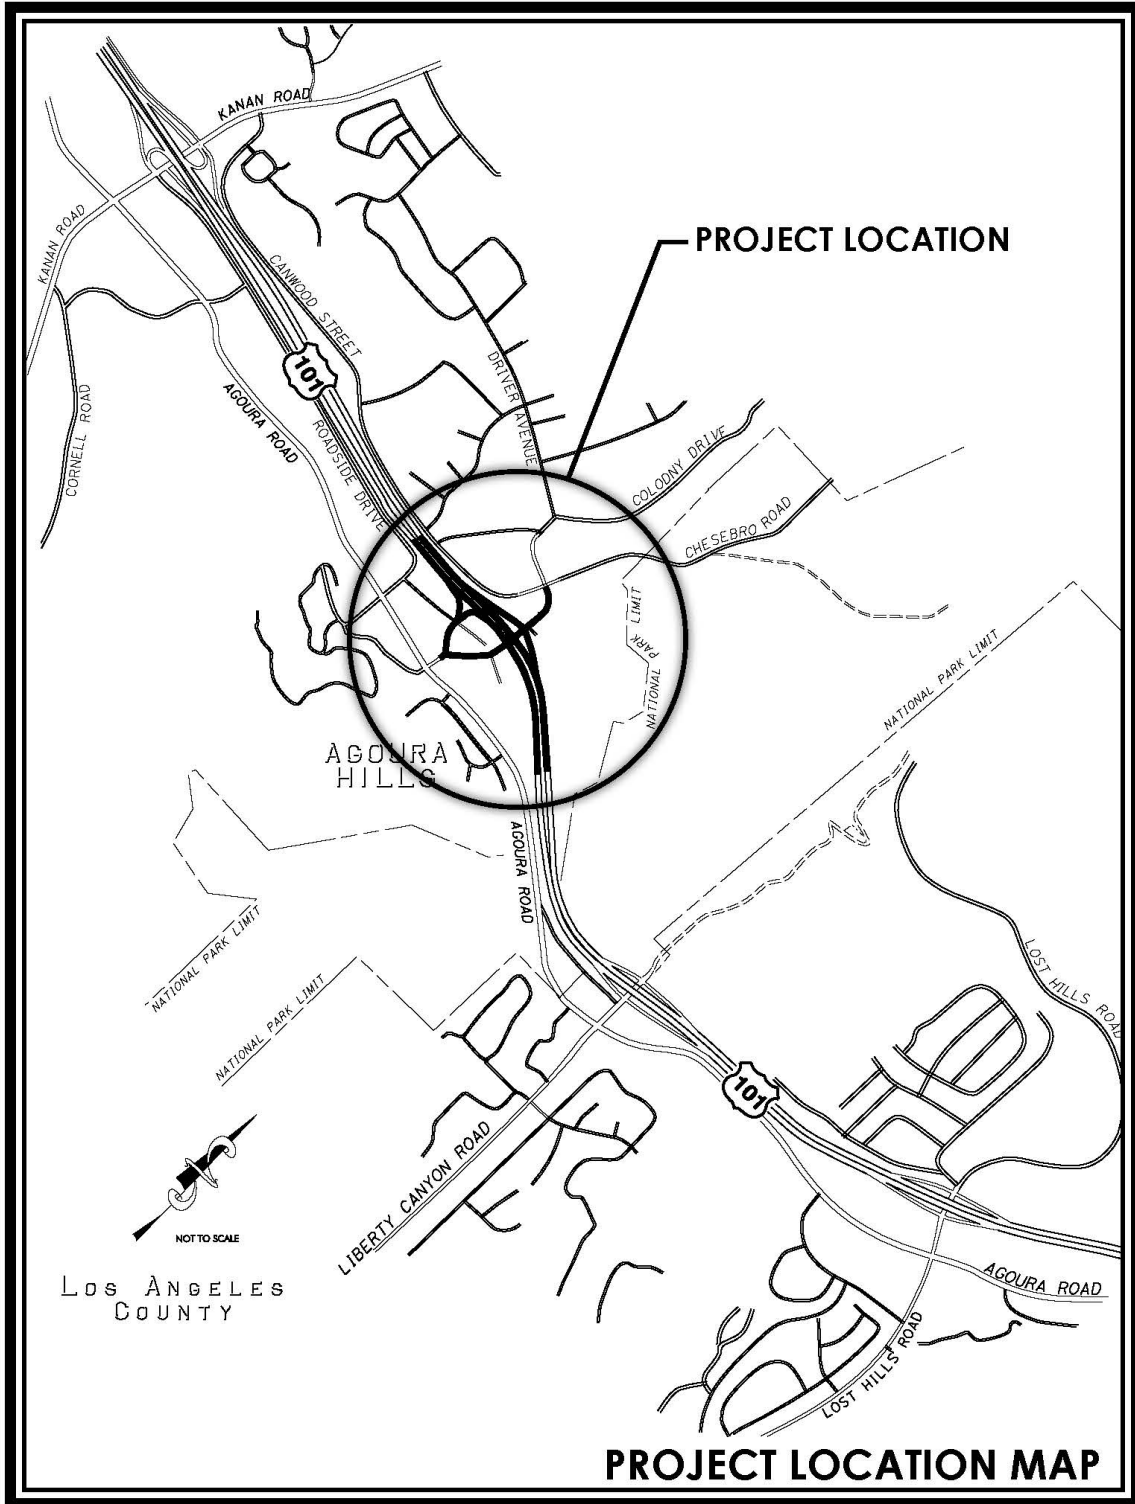 KANAN ROAD
KANAN ROAD
PROJECT LOCATION
CANWOOD STREET
101
DRIVER AVENUE
AGOURA ROAD
ROADSIDE DRIVE
CORNELL ROAD
COLODNY DRIVE
CHESEBRO ROAD
NATIONAL PARK LIMIT
NATIONAL PARK LIMIT
AGOURA
HILLS
AGOURA ROAD
NATIONAL PARK LIMIT
NATIONAL PARK LIMIT
LOST HILLS ROAD
101
LIBERTY CANYON ROAD
N
NOT TO SCALE
LOS ANGELES
COUNTY
AGOURA ROAD
LOST HILLS ROAD
PROJECT LOCATION MAP